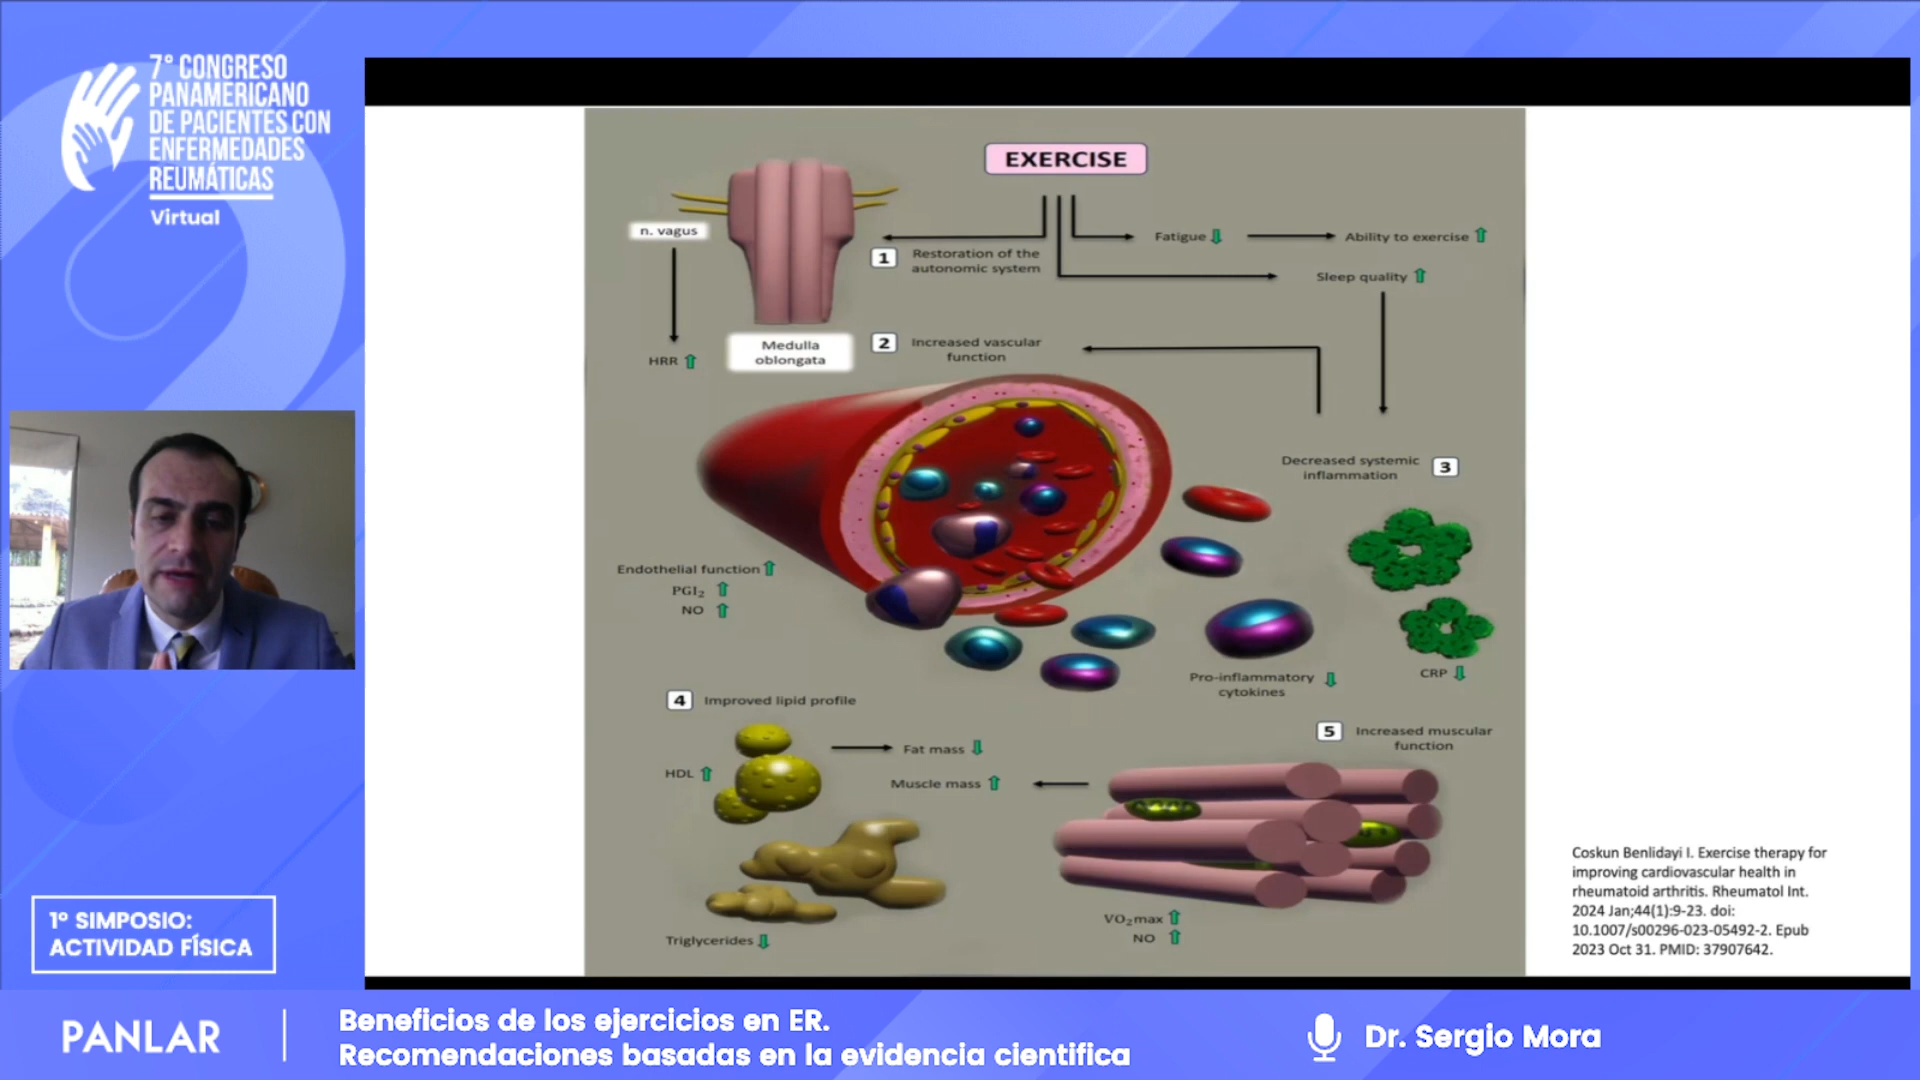 7° CONGRESO
PANAMERICANO
DE PACIENTES CON
ENFERMEDADES
REUMÁTICAS
Virtual
EXERCISE
n. vagus
1
Restoration of the
autonomic system
Fatigue
Ability to exercise
Sleep quality
HRR
Medulla
oblongata
2
Increased vascular
function
Decreased systemic
inflammation
3
Endothelial function
PGI₂
NO
Pro-inflammatory
cytokines
CRP
4
Improved lipid profile
5
Increased muscular
function
HDL
Fat mass
Muscle mass
Triglycerides
VO₂max
NO
Coskun Benlidayi I. Exercise therapy for
improving cardiovascular health in
rheumatoid arthritis. Rheumatol Int.
2024 Jan;44(1):9-23. doi:
10.1007/s00296-023-05492-2. Epub
2023 Oct 31. PMID: 37907642.
1º SIMPOSIO:
ACTIVIDAD FÍSICA
PANLAR
Beneficios de los ejercicios en ER.
Recomendaciones basadas en la evidencia cientifica
Dr. Sergio Mora